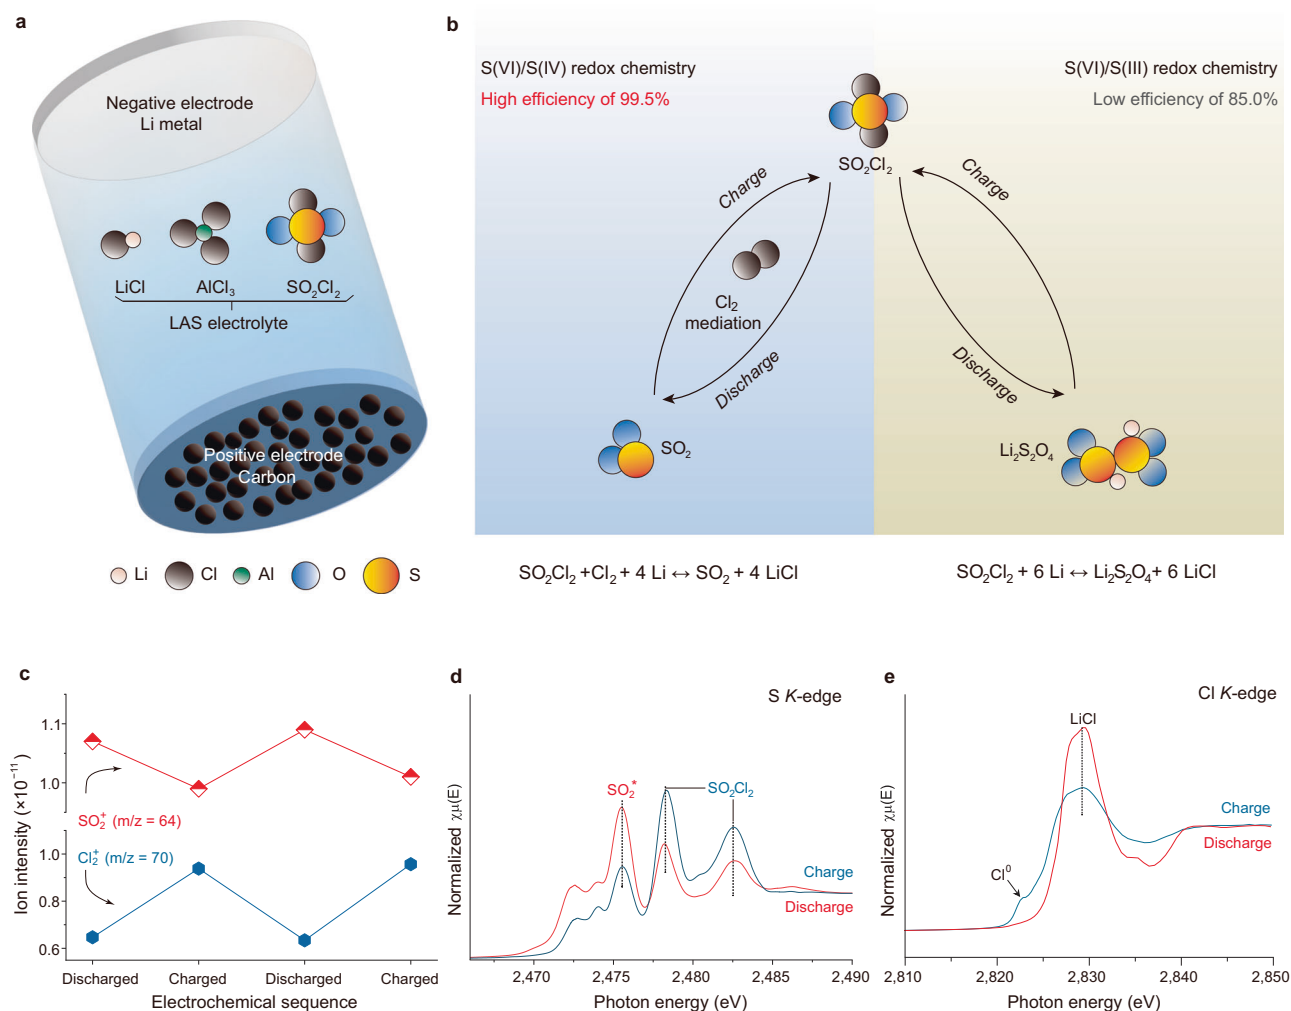 a
Negative electrode
Li metal
LiCl
AlCl₃
SO₂Cl₂
LAS electrolyte
Positive electrode
Carbon
Li
Cl
Al
O
S
b
S(VI)/S(IV) redox chemistry
High efficiency of 99.5%
S(VI)/S(III) redox chemistry
Low efficiency of 85.0%
SO₂Cl₂
Charge
Charge
Cl₂
mediation
Discharge
Discharge
SO₂
Li₂S₂O₄
SO₂Cl₂ +Cl₂ + 4 Li ↔ SO₂ + 4 LiCl
SO₂Cl₂ + 6 Li ↔ Li₂S₂O₄+ 6 LiCl
c
Ion intensity (×10⁻¹¹)
1.1
1.0
SO₂⁺ (m/z = 64)
Cl₂⁺ (m/z = 70)
1.0
0.8
0.6
Discharged
Charged
Discharged
Charged
Electrochemical sequence
d
S K-edge
Normalized χμ(E)
SO₂*
SO₂Cl₂
Charge
Discharge
2,470
2,475
2,480
2,485
2,490
Photon energy (eV)
e
Cl K-edge
Normalized χμ(E)
LiCl
Cl⁰
Charge
Discharge
2,810
2,820
2,830
2,840
2,850
Photon energy (eV)